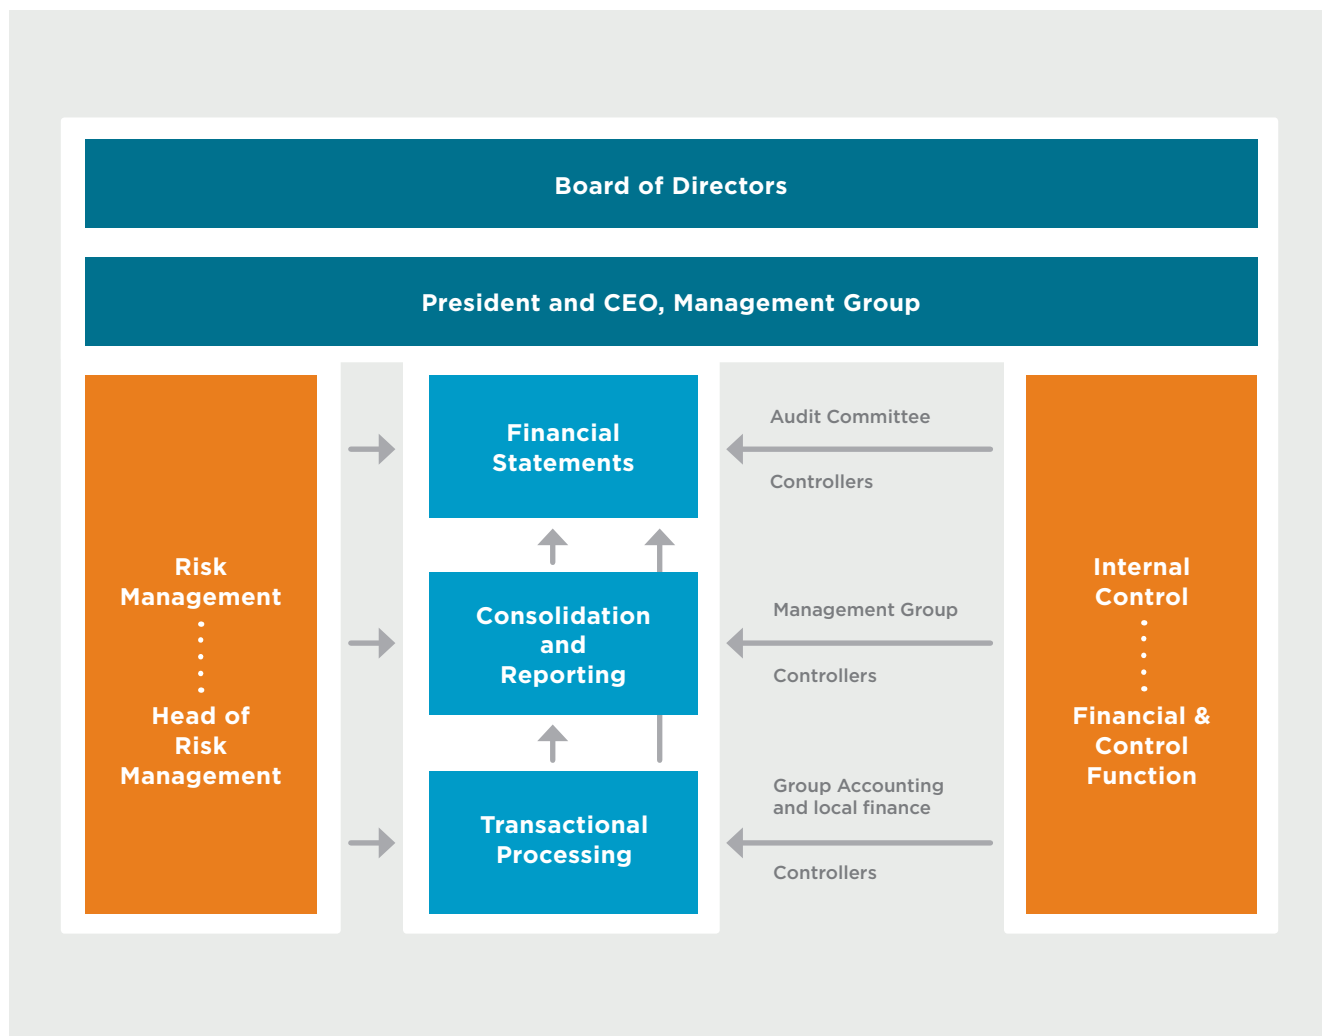 Board of Directors
President and CEO, Management Group
Risk
Management
Head of
Risk
Management
Financial
Statements
Consolidation
and
Reporting
Transactional
Processing
Audit Committee
Controllers
Management Group
Controllers
Group Accounting
and local finance
Controllers
Internal
Control
Financial &
Control
Function